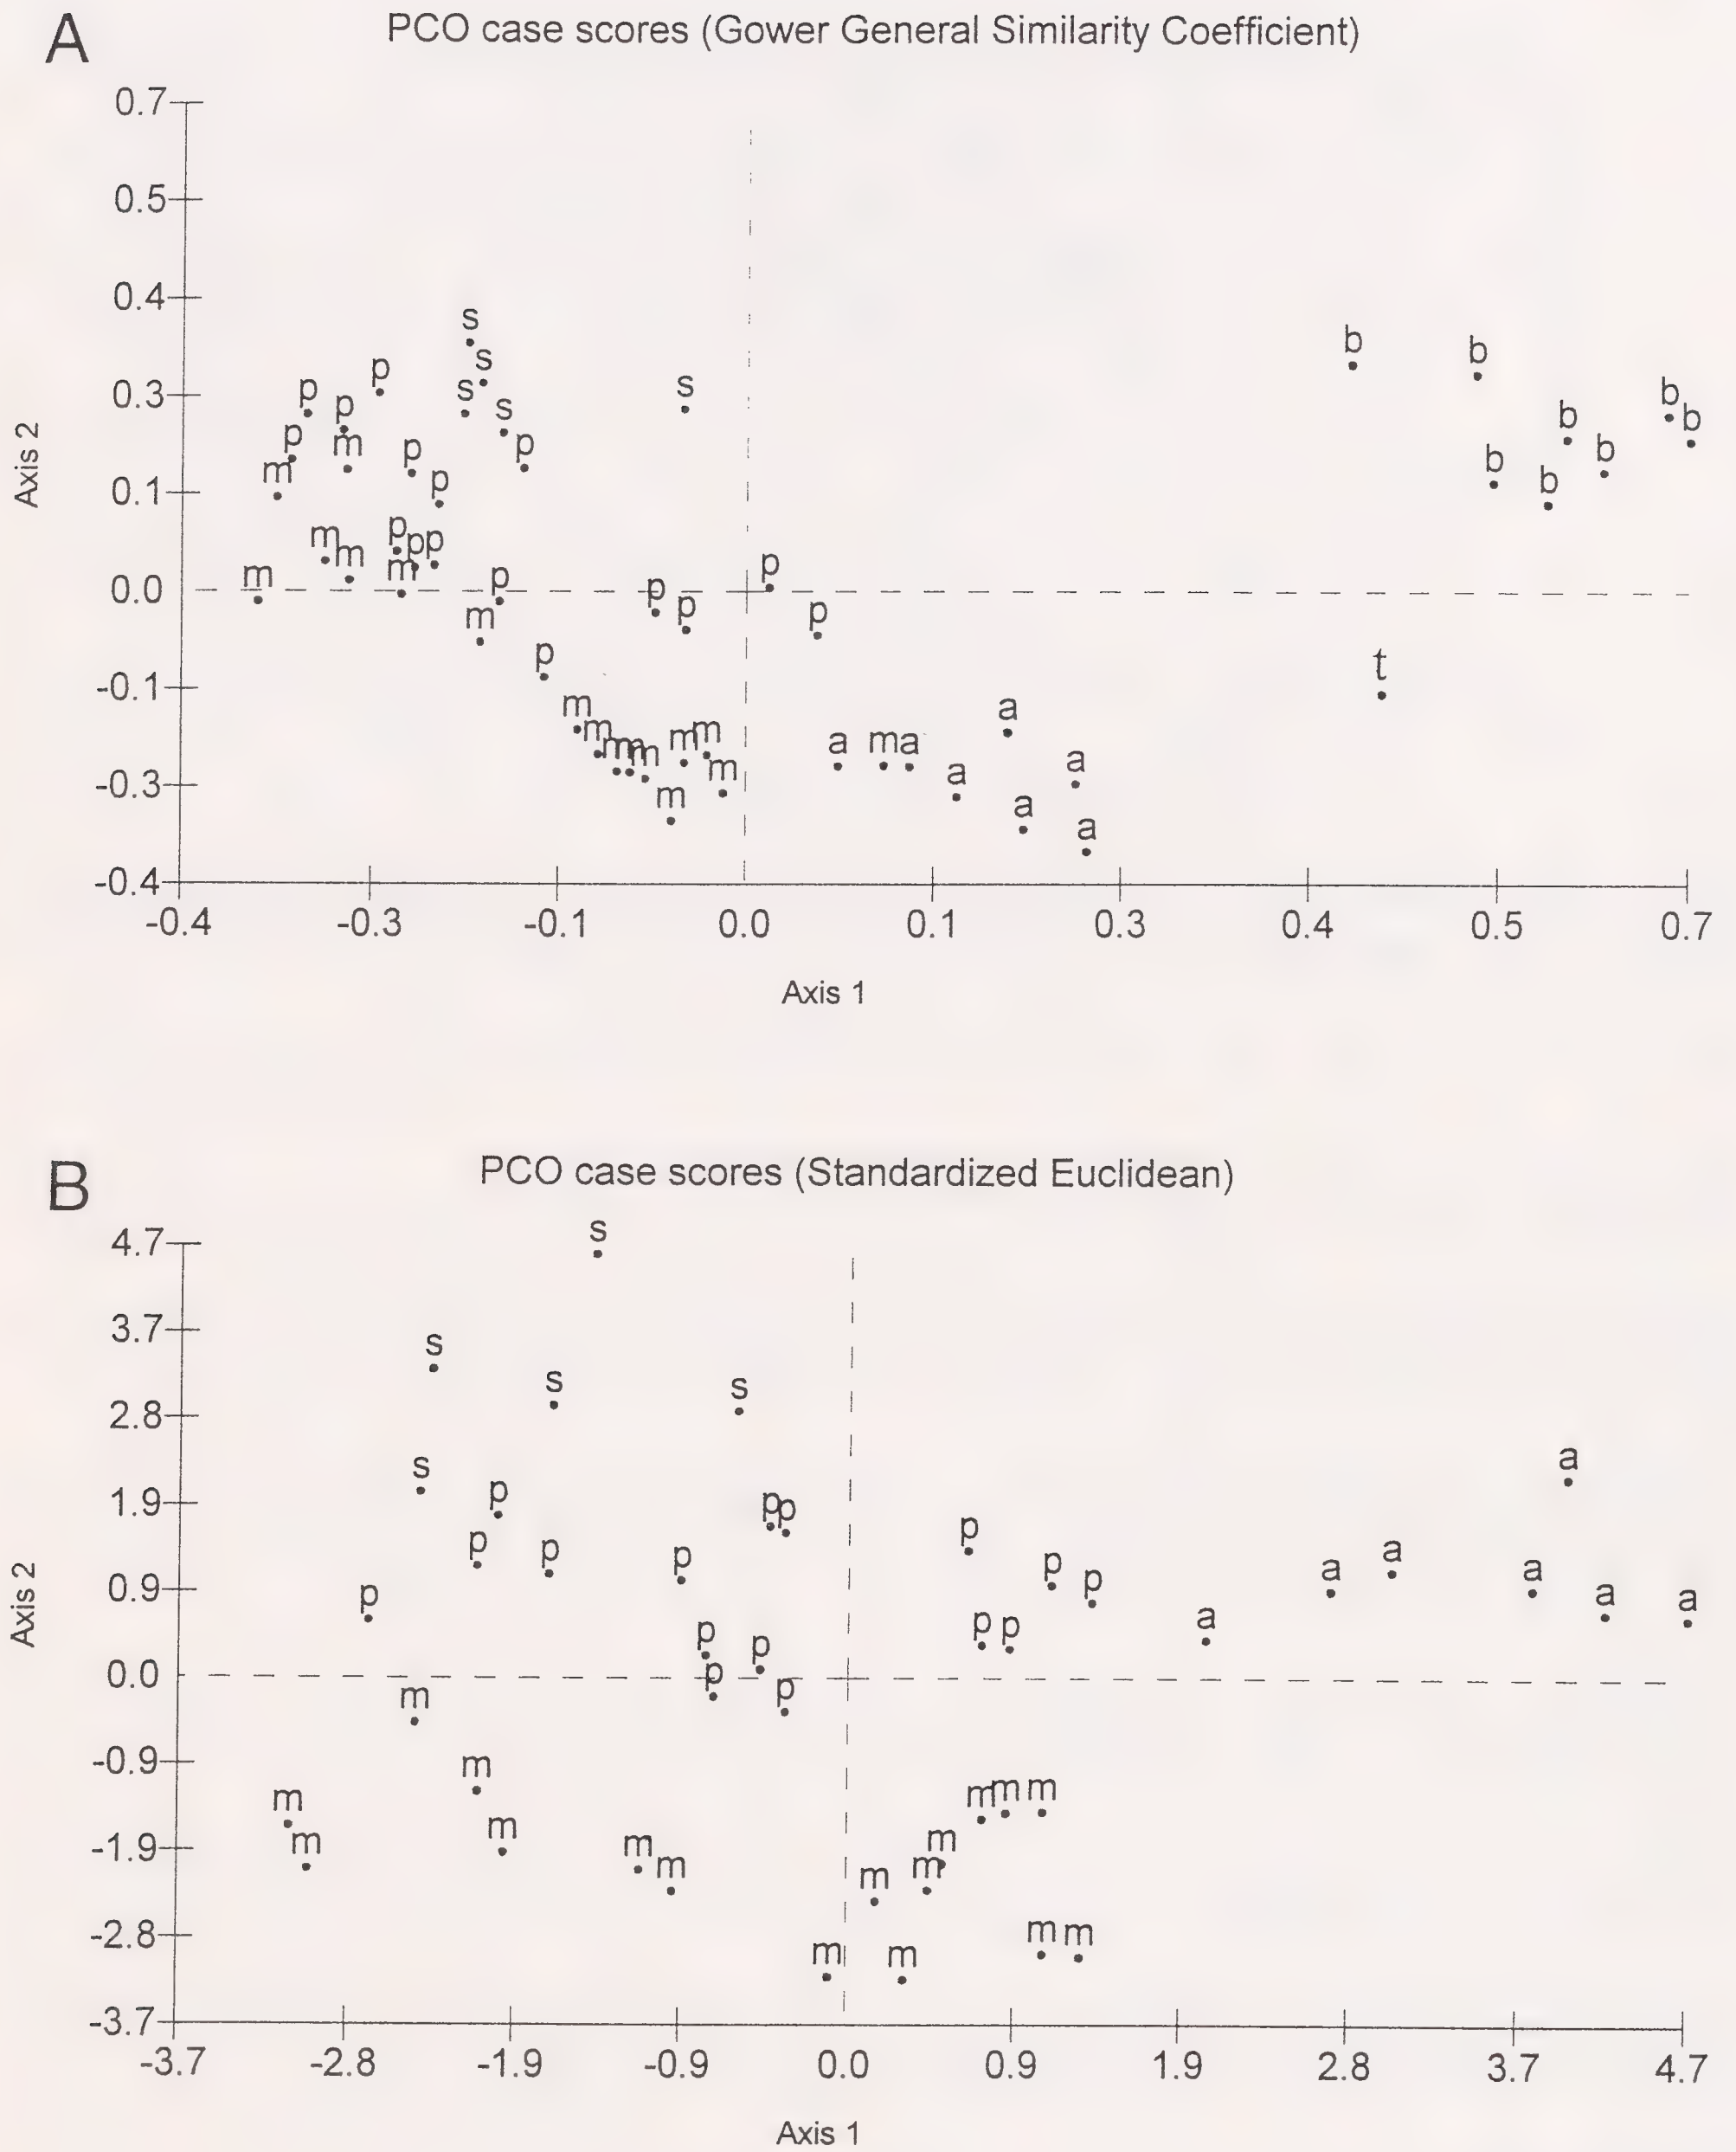 A
PCO case scores (Gower General Similarity Coefficient)
0.7
0.5
s
0.4
s
b
b
p
s
p
s
b
0.3
p
s
b
b
p
m
p
p
b
b
m
p
b
0.1
p
m
m
p
p
m
m
p
p
p
0.0
p
p
m
p
t
-0.1
m
a
m
m
m
m
m
m
a
m
a
a
m
a
-0.3
m
a
a
-0.4
-0.4 -0.3 -0.1 0.0 0.1 0.3 0.4 0.5 0.7
Axis 1
Axis 2
B
PCO case scores (Standardized Euclidean)
s
4.7
3.7
s
s
s
2.8
a
s
p
1.9
p
p
p
p
p
p
a
p
a
a
p
0.9
p
a
a
a
p
p
p
p
0.0
p
p
m
-0.9
m
m
m
m
m
m
m
m
-1.9
m
m
m
m
m
m
-2.8
m
m
m
-3.7
-3.7 -2.8 -1.9 -0.9 0.0 0.9 1.9 2.8 3.7 4.7
Axis 1
Axis 2